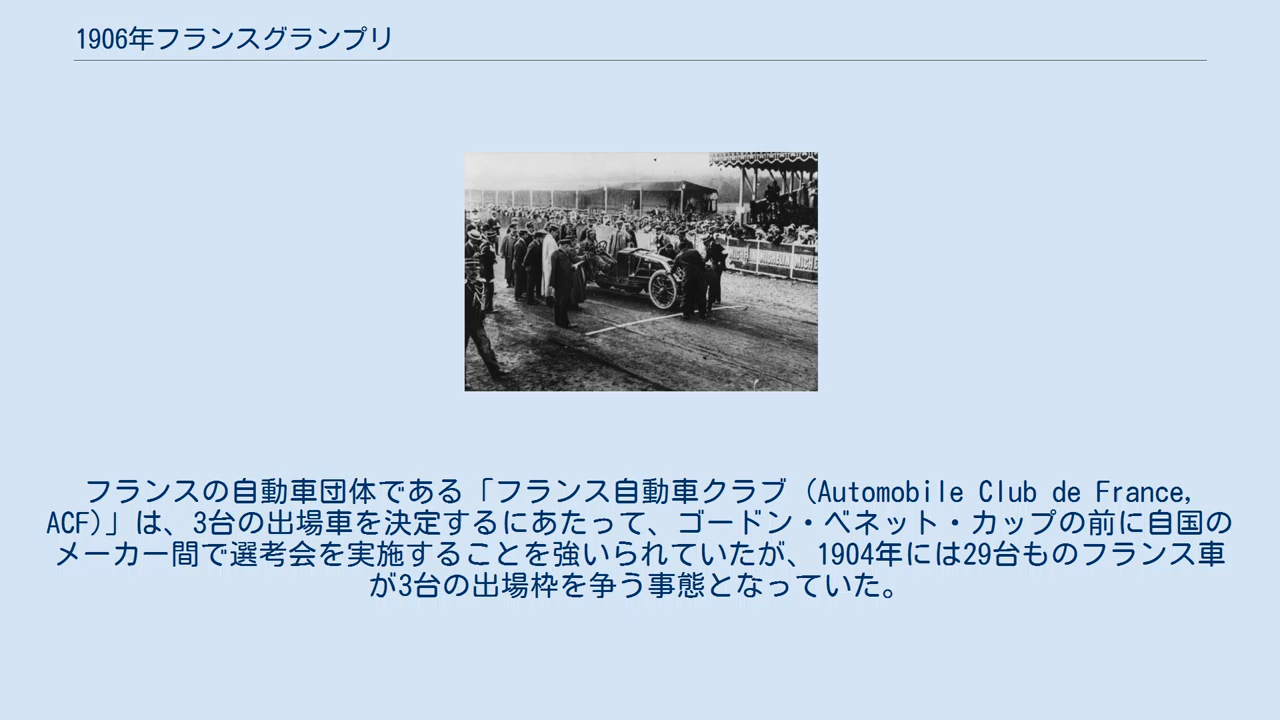 1906年フランスグランプリ
MICHELIN MICHELIN MICHE
フランスの自動車団体である「フランス自動車クラブ（Automobile Club de France,
ACF)」は、3台の出場車を決定するにあたって、ゴードン・ベネット・カップの前に自国の
メーカー間で選考会を実施することを強いられていたが、1904年には29台ものフランス車
が3台の出場枠を争う事態となっていた。